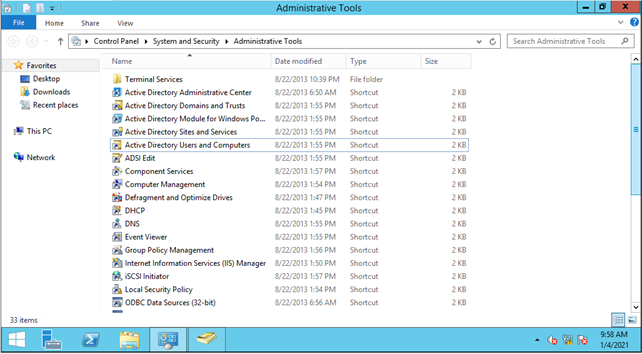 Administrative Tools
File Home Share View
Control Panel System and Security Administrative Tools Search Administrative Tools
Name Date modified Type Size
Favorites
Desktop
Downloads
Recent places
This PC
Network
Terminal Services 8/22/2013 10:39 PM File folder
Active Directory Administrative Center 8/22/2013 6:50 AM Shortcut 2 KB
Active Directory Domains and Trusts 8/22/2013 1:55 PM Shortcut 2 KB
Active Directory Module for Windows Po... 8/22/2013 1:55 PM Shortcut 2 KB
Active Directory Sites and Services 8/22/2013 1:55 PM Shortcut 2 KB
Active Directory Users and Computers 8/22/2013 1:55 PM Shortcut 2 KB
ADSI Edit 8/22/2013 1:55 PM Shortcut 2 KB
Component Services 8/22/2013 1:57 PM Shortcut 2 KB
Computer Management 8/22/2013 1:54 PM Shortcut 2 KB
Defragment and Optimize Drives 8/22/2013 1:47 PM Shortcut 2 KB
DHCP 8/22/2013 1:45 PM Shortcut 2 KB
DNS 8/22/2013 1:55 PM Shortcut 2 KB
Event Viewer 8/22/2013 1:55 PM Shortcut 2 KB
Group Policy Management 8/22/2013 1:56 PM Shortcut 2 KB
Internet Information Services (IIS) Manager 8/22/2013 1:50 PM Shortcut 2 KB
iSCSI Initiator 8/22/2013 1:57 PM Shortcut 2 KB
Local Security Policy 8/22/2013 1:54 PM Shortcut 2 KB
ODBC Data Sources (32-bit) 8/22/2013 6:56 AM Shortcut 2 KB
33 items
9:58 AM
1/4/2021